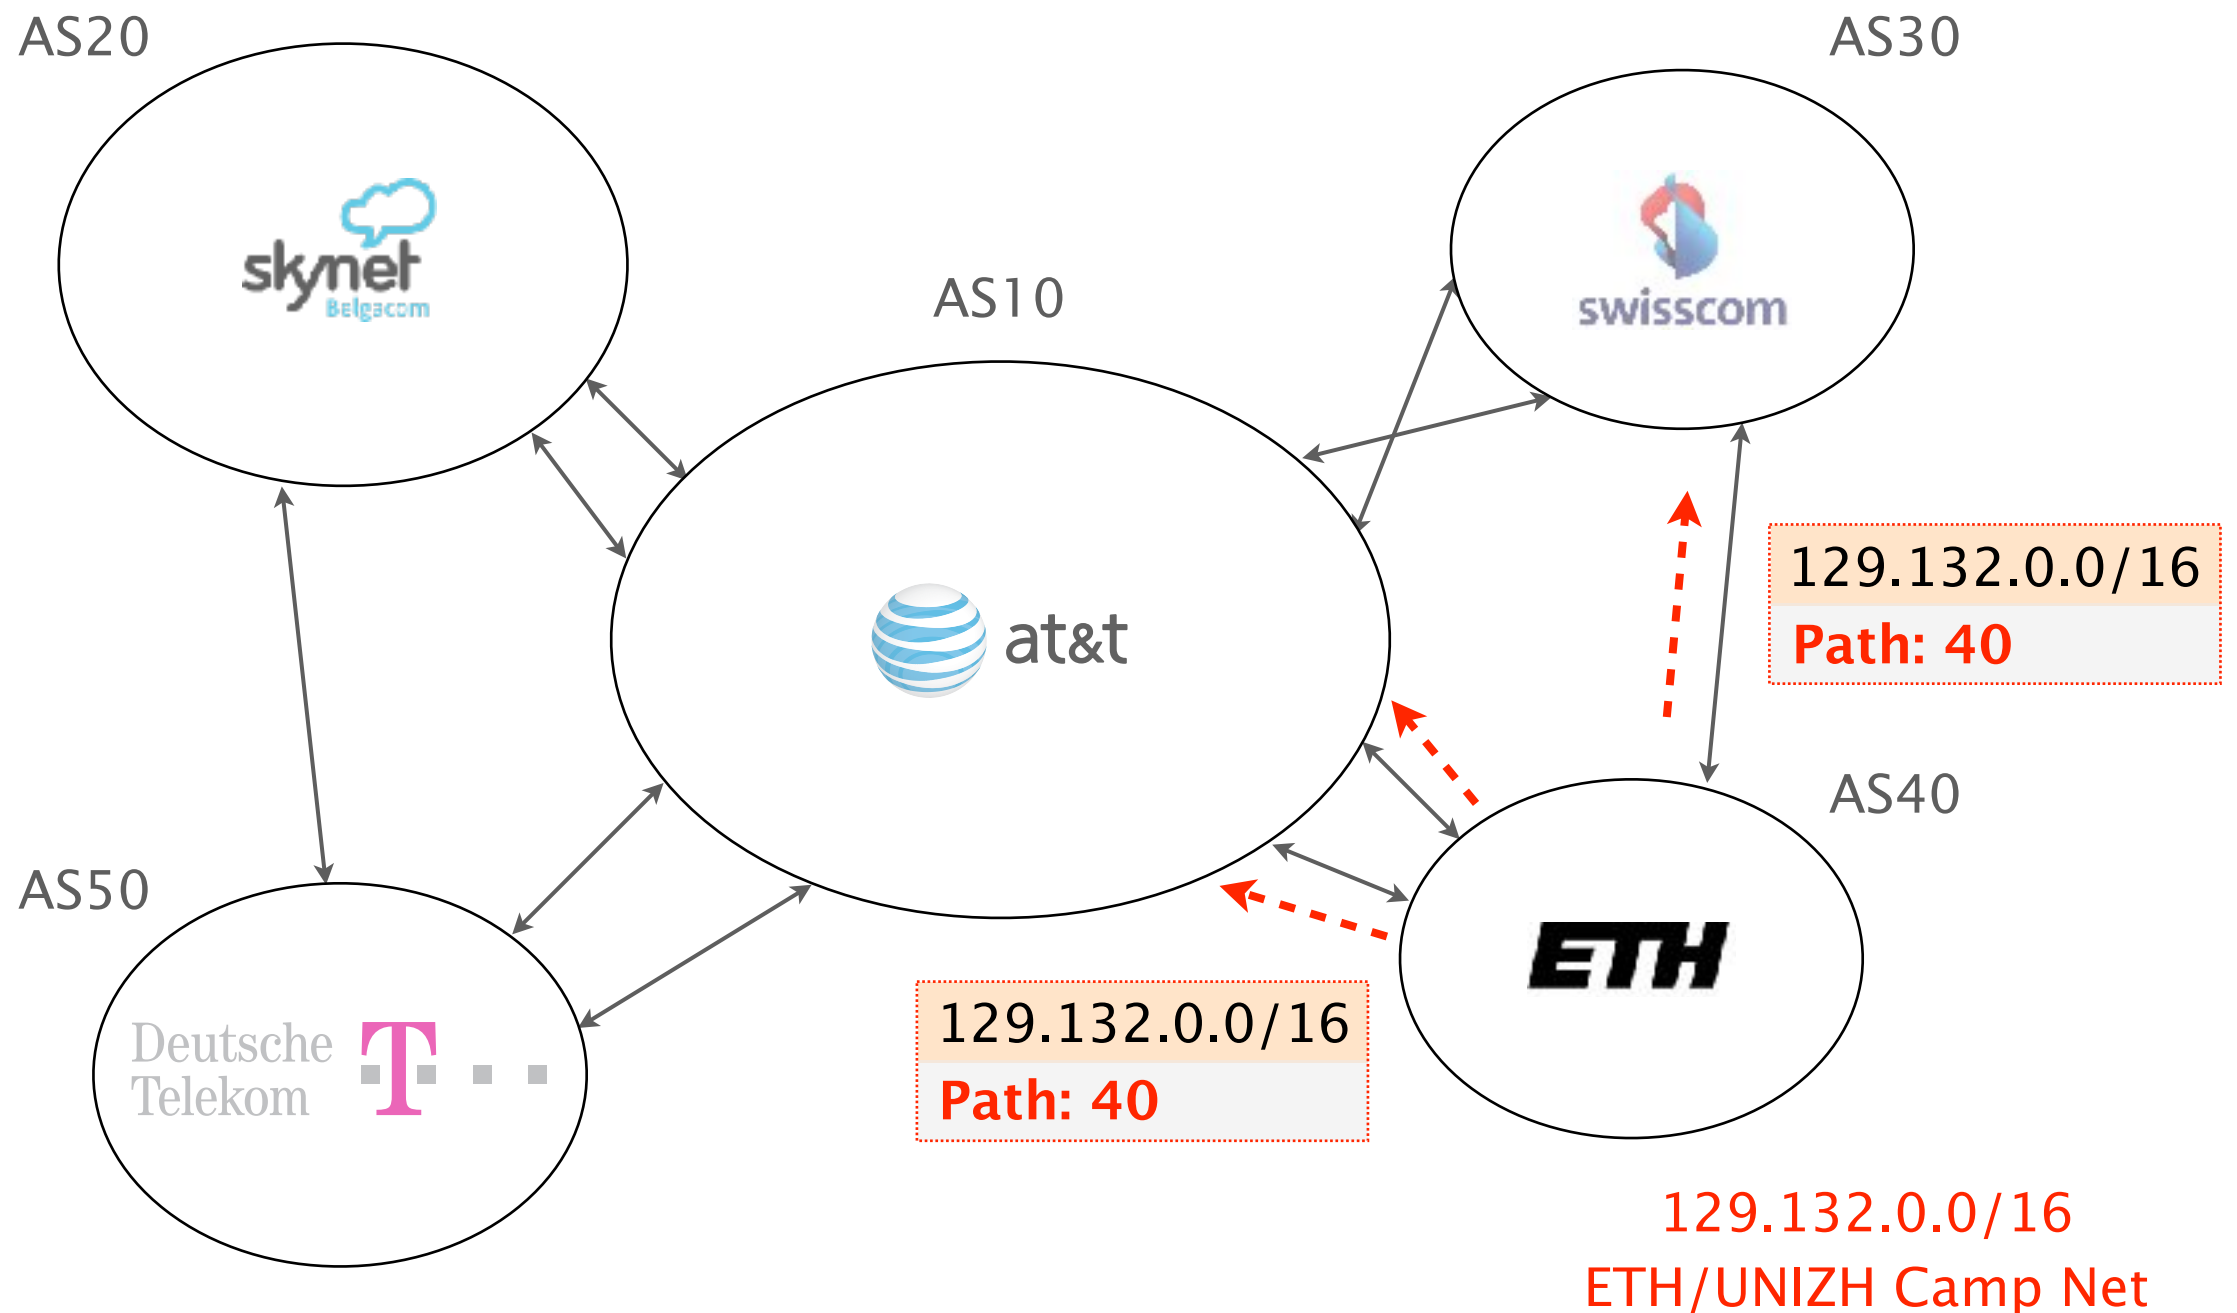 AS20
AS30
skynet
Belgacom
swisscom
AS10
at&t
129.132.0.0/16
Path: 40
AS40
AS50
ETH
Deutsche
Telekom
T
129.132.0.0/16
Path: 40
129.132.0.0/16
ETH/UNIZH Camp Net